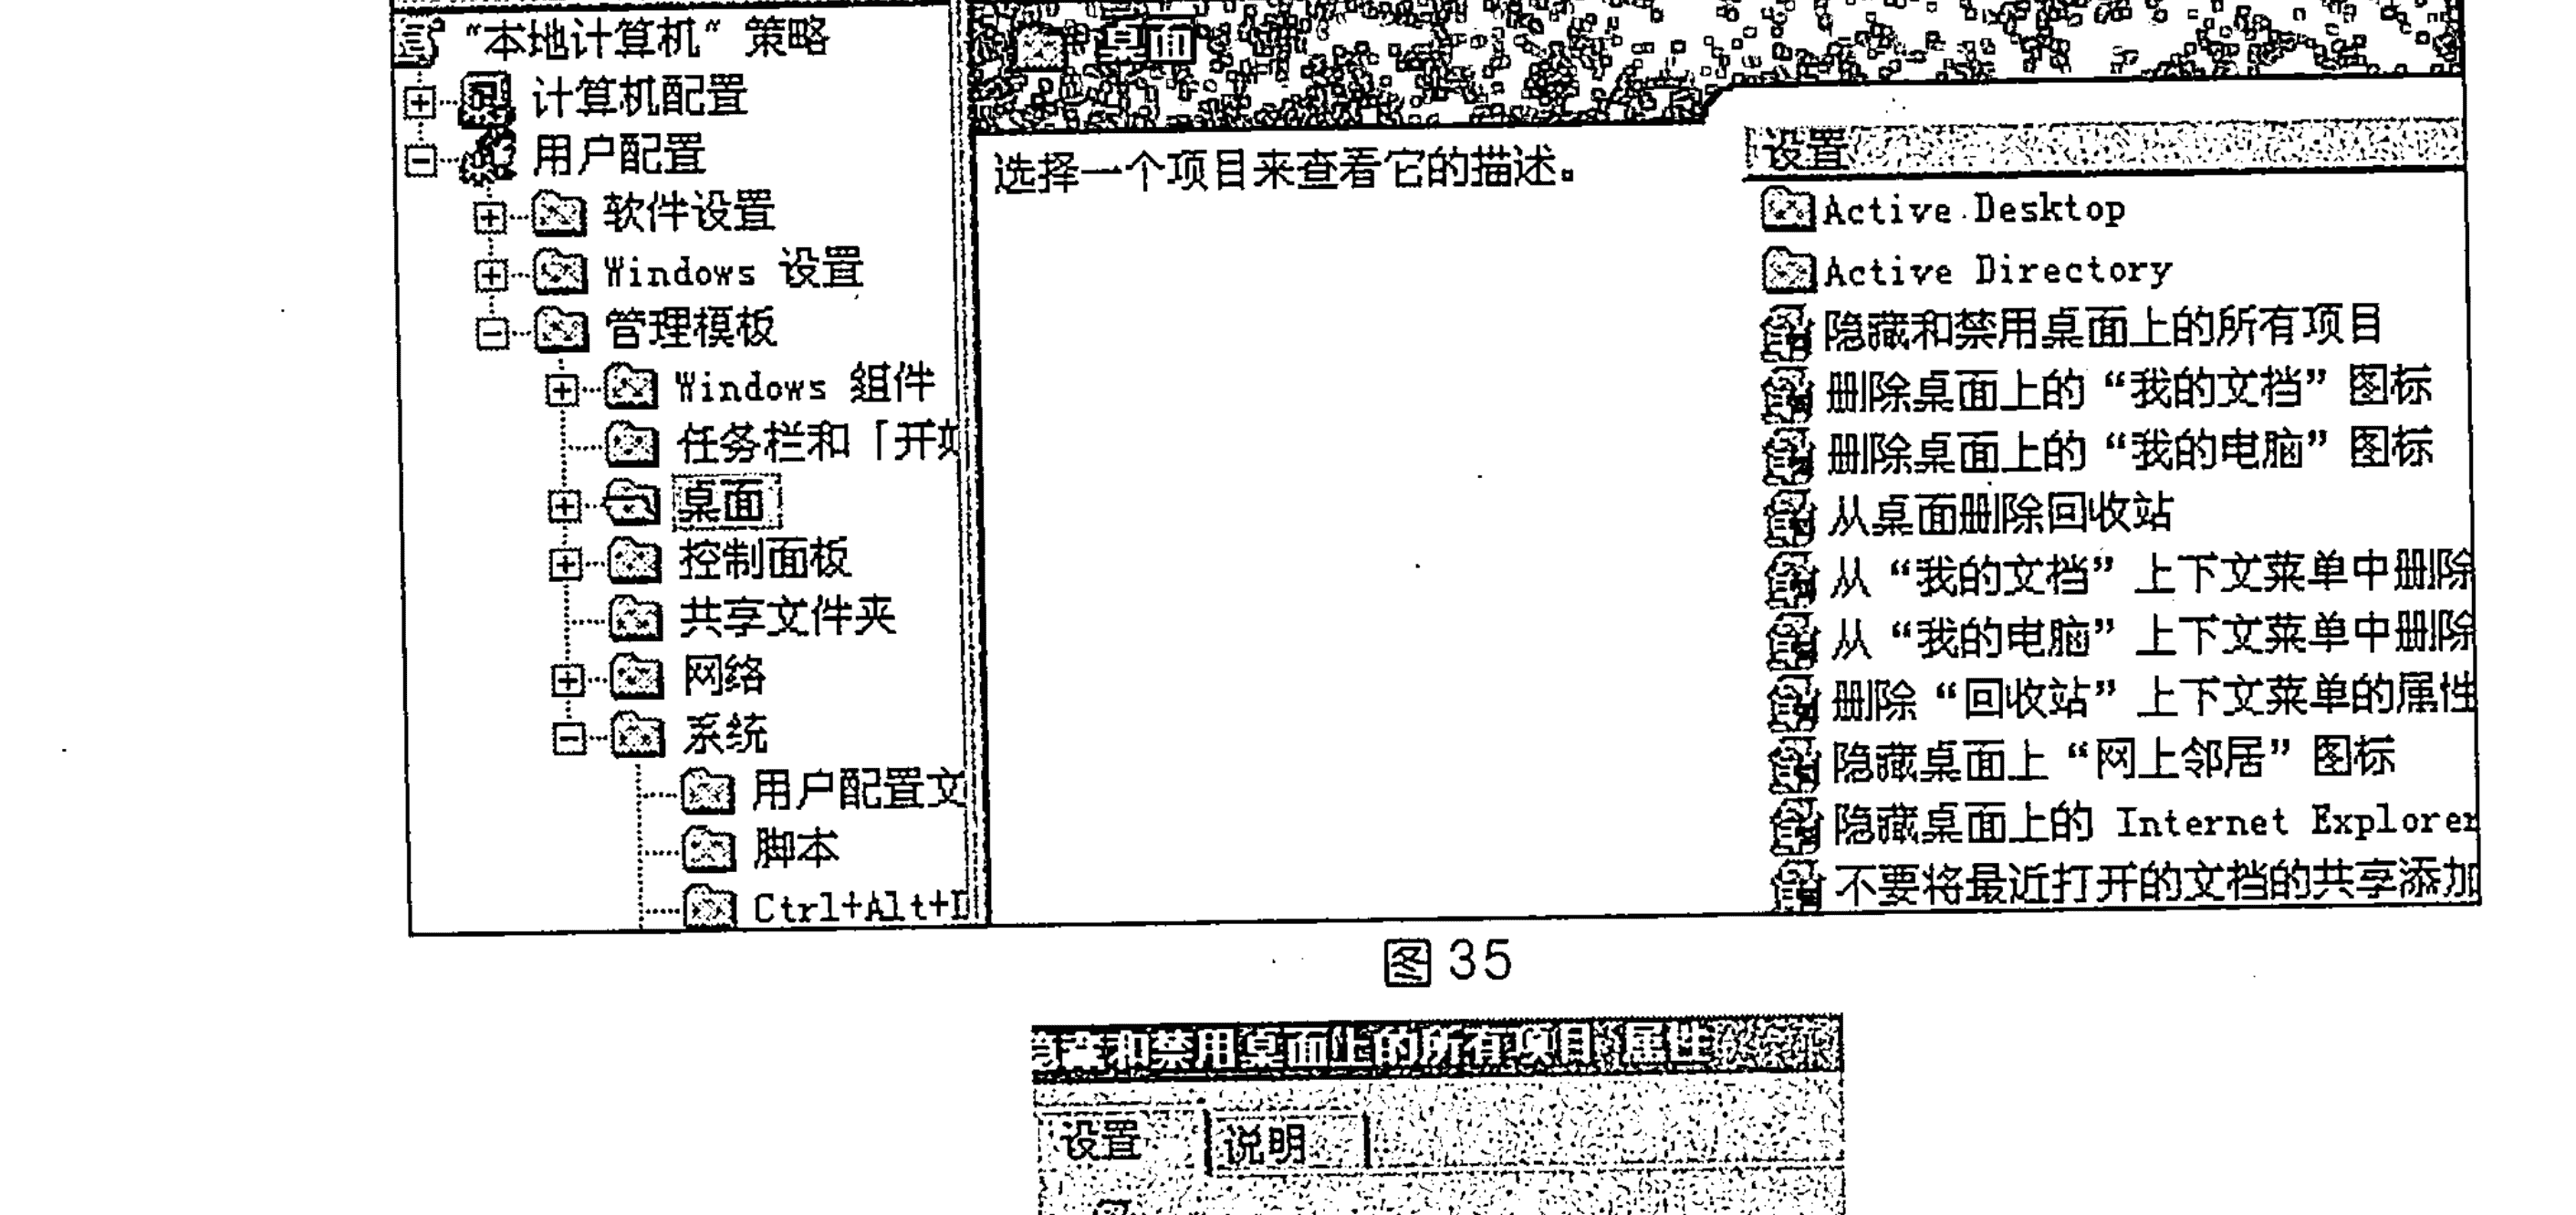 "本地计算机" 策略
计算机配置
用户配置
软件设置
Windows 设置
管理模板
Windows 组件
任务栏和「开始
桌面
控制面板
共享文件夹
网络
系统
用户配置文
脚本
Ctrl+Alt+D
桌面
选择一个项目来查看它的描述。
设置
Active Desktop
Active Directory
隐藏和禁用桌面上的所有项目
删除桌面上的“我的文档”图标
删除桌面上的“我的电脑”图标
从桌面删除回收站
从“我的文档”上下文菜单中删除
从“我的电脑”上下文菜单中删除
删除“回收站”上下文菜单的属性
隐藏桌面上“网上邻居”图标
隐藏桌面上的 Internet Explorer
不要将最近打开的文档的共享添加
图 35
隐藏和禁用桌面上的所有项目 属性
设置
说明